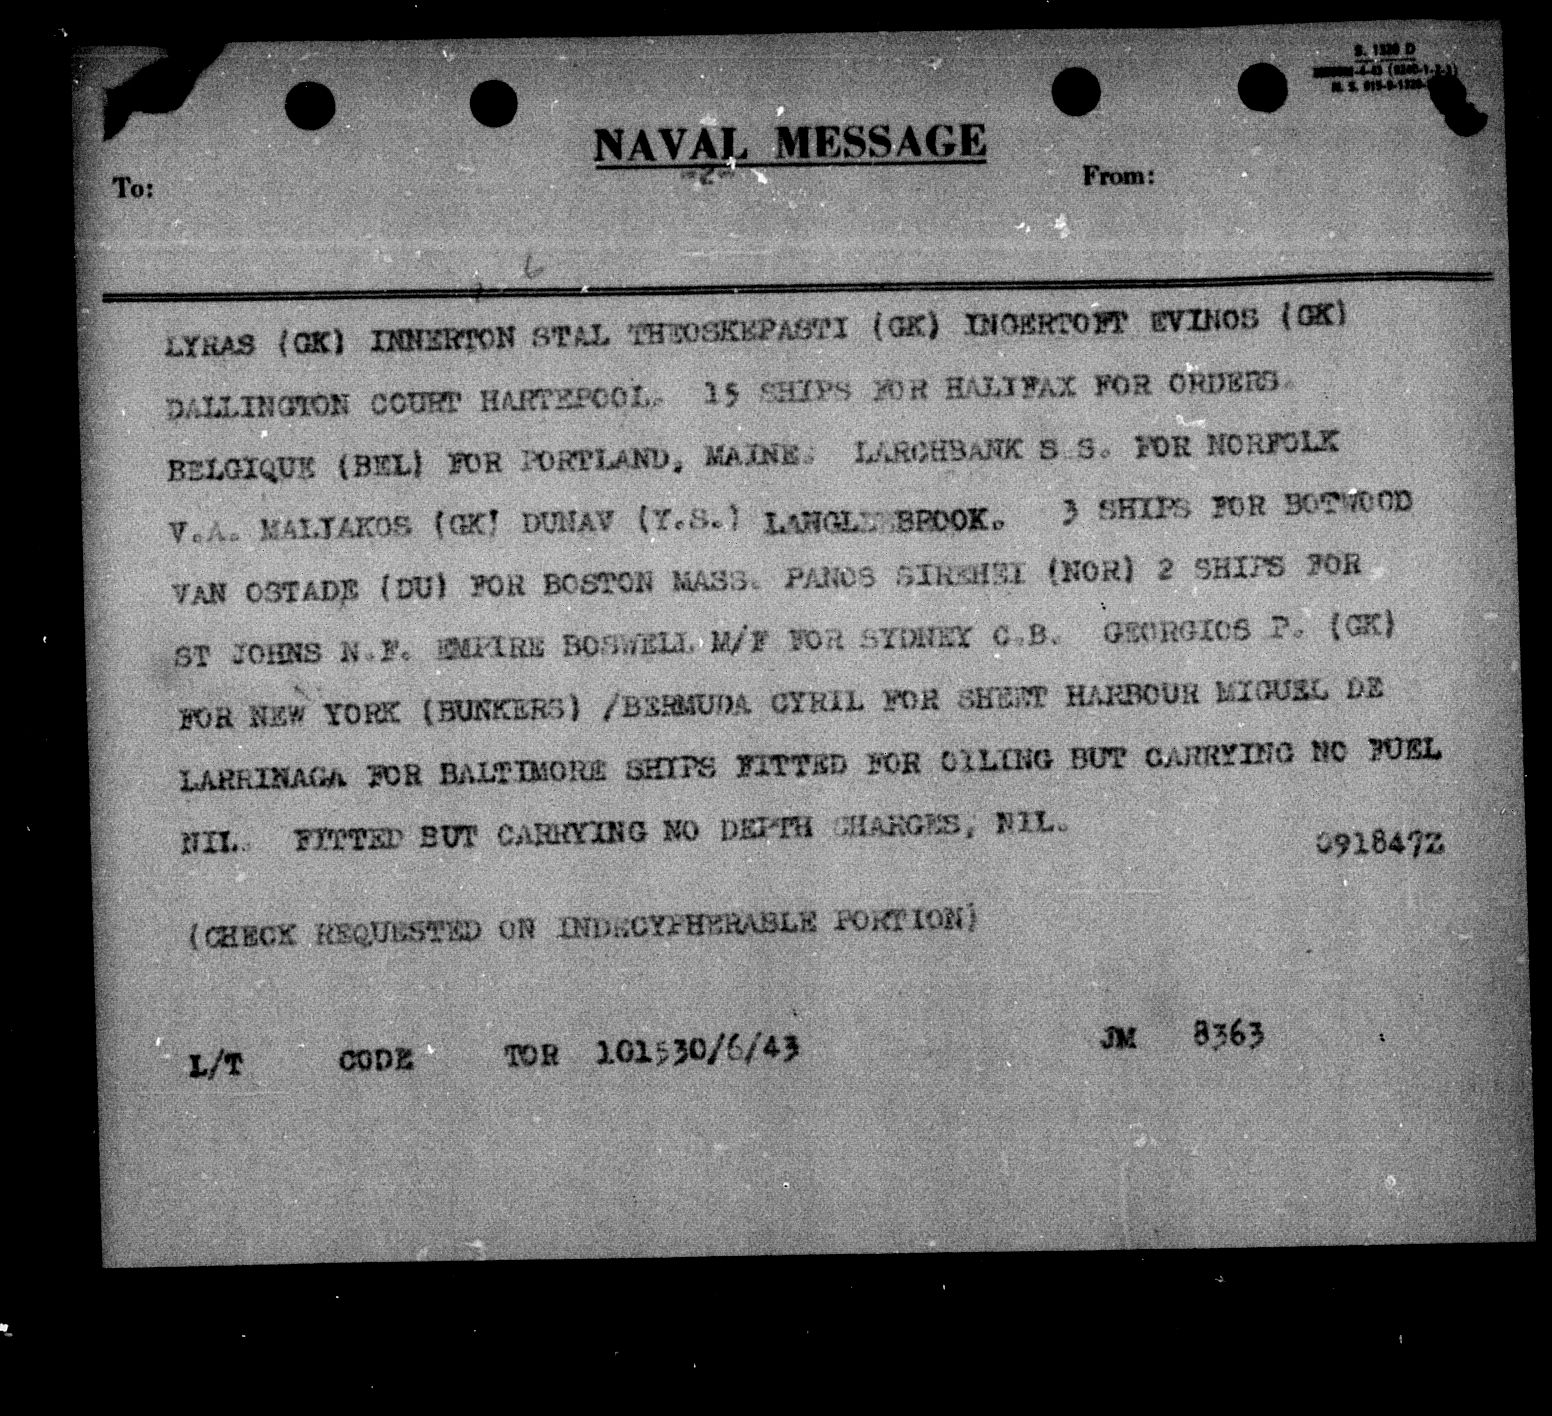 S. 1320 D
NAVAL MESSAGE
-2-
To:
From:
6
LYRAS (GK) INNERTON STAL THEOSKEPASTI (GK) INGERTOFT EVINOS (GK)
DALLINGTON COURT HARTEPOOL. 15 SHIPS FOR HALIFAX FOR ORDERS.
BELGIQUE (BEL) FOR PORTLAND, MAINE. LARCHBANK S.S. FOR NORFOLK
V.A. MALIAKOS (GK) DUNAV (Y.S.) BROOK. 3 SHIPS FOR BOTWOOD
VAN OSTADE (DU) FOR BOSTON MASS. PANOS SIREHEI (NOR) 2 SHIPS FOR
ST JOHNS N.F. EMPIRE BOSWELL M/F FOR SYDNEY C.B. GEORGIOS P. (GK)
FOR NEW YORK (BUNKERS) /BERMUDA CYRIL FOR SHEET HARBOUR MIGUEL DE
LARRINAGA FOR BALTIMORE SHIPS FITTED FOR OILING BUT CARRYING NO FUEL
NIL. FITTED BUT CARRYING NO DEPTH CHARGES, NIL.
091847Z
(CHECK REQUESTED ON INDECYPHERABLE PORTION)
L/T CODE TOR 101530/6/43 JM 8363